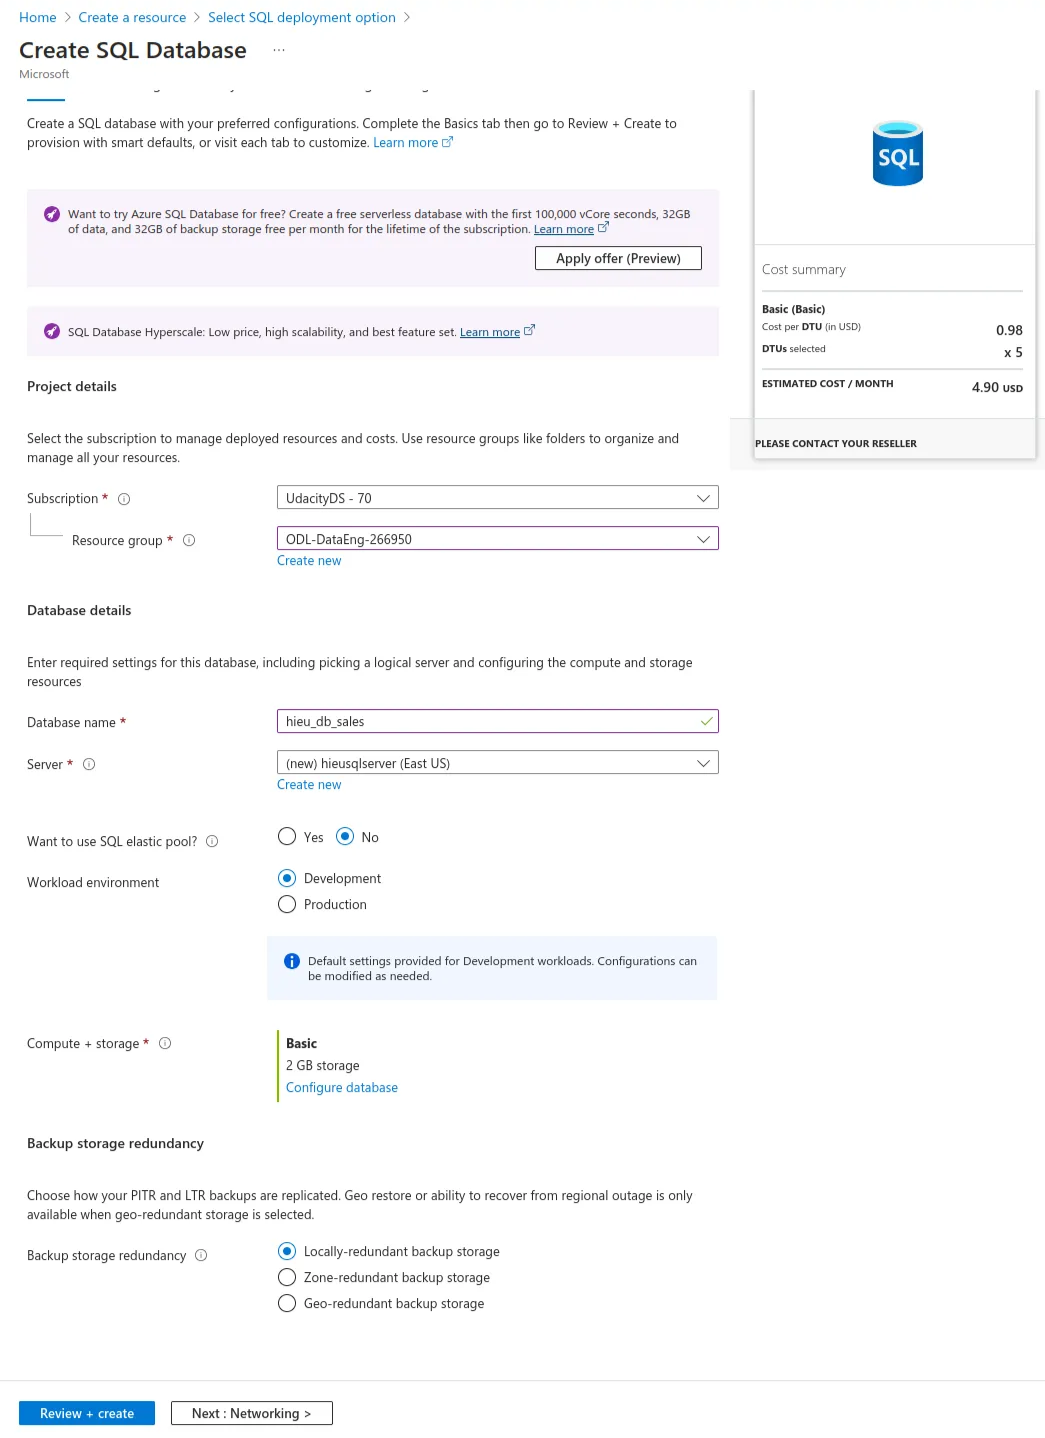 Home > Create a resource > Select SQL deployment option >
Create SQL Database ...
Microsoft
Create a SQL database with your preferred configurations. Complete the Basics tab then go to Review + Create to
provision with smart defaults, or visit each tab to customize. Learn more
Want to try Azure SQL Database for free? Create a free serverless database with the first 100,000 vCore seconds, 32GB
of data, and 32GB of backup storage free per month for the lifetime of the subscription. Learn more
Apply offer (Preview)
SQL Database Hyperscale: Low price, high scalability, and best feature set. Learn more
Project details
Select the subscription to manage deployed resources and costs. Use resource groups like folders to organize and
manage all your resources.
Subscription *
UdacityDS - 70
Resource group *
ODL-DataEng-266950
Create new
Database details
Enter required settings for this database, including picking a logical server and configuring the compute and storage
resources
Database name *
hieu_db_sales
Server *
(new) hieusqlserver (East US)
Create new
Want to use SQL elastic pool?
Yes No
Workload environment
Development
Production
Default settings provided for Development workloads. Configurations can
be modified as needed.
Compute + storage *
Basic
2 GB storage
Configure database
Backup storage redundancy
Choose how your PITR and LTR backups are replicated. Geo restore or ability to recover from regional outage is only
available when geo-redundant storage is selected.
Backup storage redundancy
Locally-redundant backup storage
Zone-redundant backup storage
Geo-redundant backup storage
Review + create
Next : Networking >
SQL
Cost summary
Basic (Basic)
Cost per DTU (in USD) 0.98
DTUs selected x 5
ESTIMATED COST / MONTH 4.90 USD
PLEASE CONTACT YOUR RESELLER